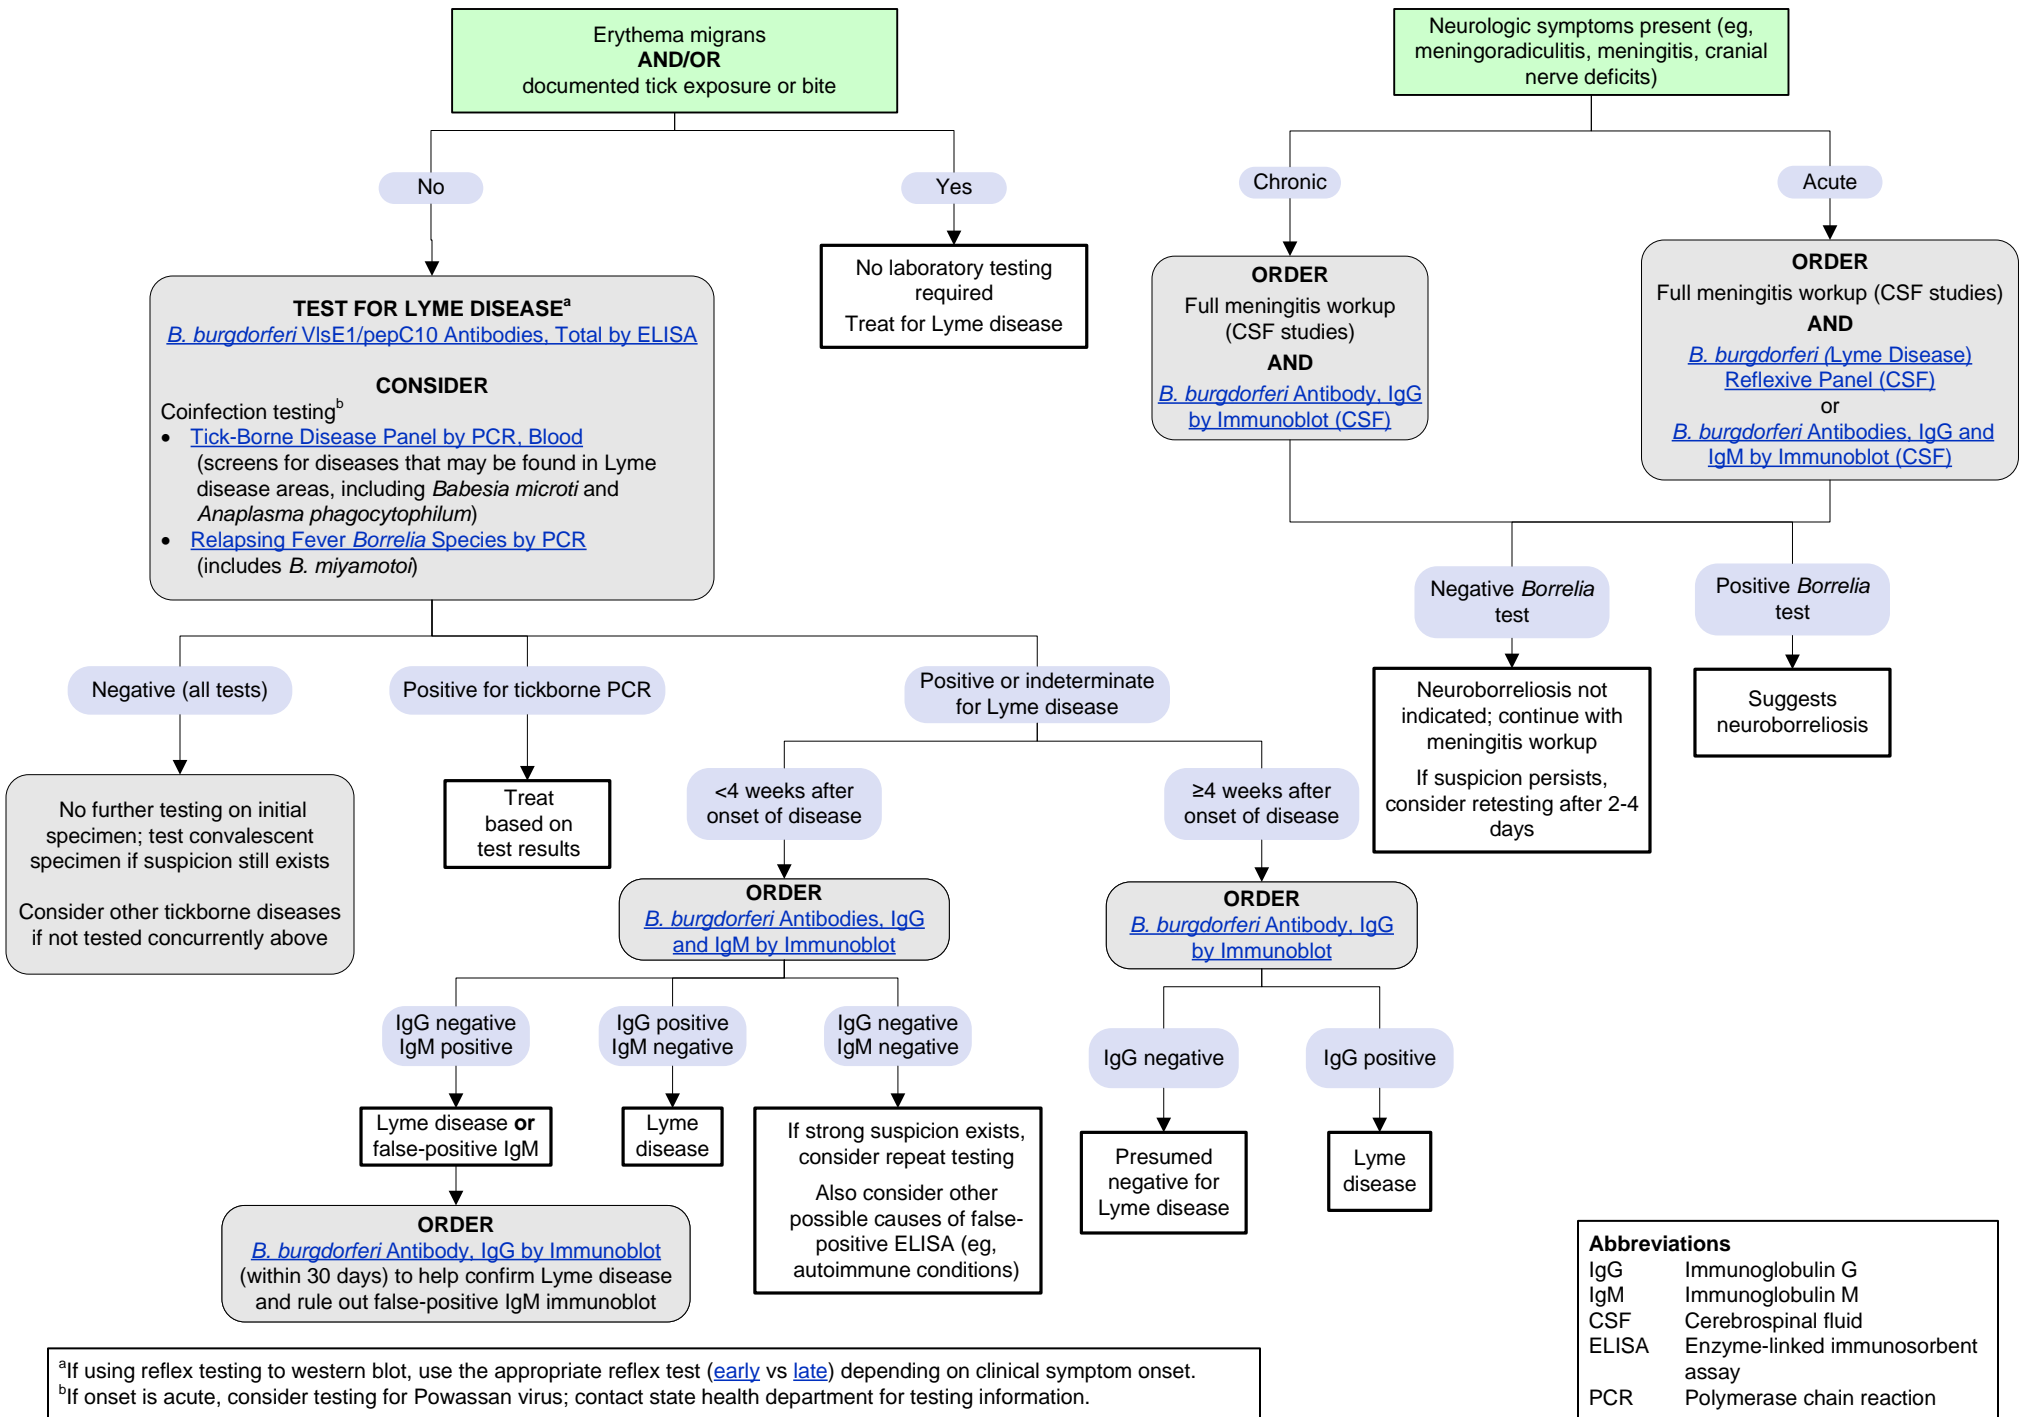 Erythema migrans
AND/OR
documented tick exposure or bite
Neurologic symptoms present (eg,
meningoradiculitis, meningitis, cranial
nerve deficits)
No
Yes
Chronic
Acute
TEST FOR LYME DISEASEa
B. burgdorferi VlsE1/pepC10 Antibodies, Total by ELISA
CONSIDER
Coinfection testingb
• Tick-Borne Disease Panel by PCR, Blood
(screens for diseases that may be found in Lyme
disease areas, including Babesia microti and
Anaplasma phagocytophilum)
• Relapsing Fever Borrelia Species by PCR
(includes B. miyamotoi)
No laboratory testing
required
Treat for Lyme disease
ORDER
Full meningitis workup
(CSF studies)
AND
B. burgdorferi Antibody, IgG
by Immunoblot (CSF)
ORDER
Full meningitis workup (CSF studies)
AND
B. burgdorferi (Lyme Disease)
Reflexive Panel (CSF)
or
B. burgdorferi Antibodies, IgG and
IgM by Immunoblot (CSF)
Negative Borrelia
test
Positive Borrelia
test
Neuroborreliosis not
indicated; continue with
meningitis workup
If suspicion persists,
consider retesting after 2-4
days
Suggests
neuroborreliosis
Negative (all tests)
Positive for tickborne PCR
Positive or indeterminate
for Lyme disease
No further testing on initial
specimen; test convalescent
specimen if suspicion still exists
Consider other tickborne diseases
if not tested concurrently above
Treat
based on
test results
<4 weeks after
onset of disease
≥4 weeks after
onset of disease
ORDER
B. burgdorferi Antibodies, IgG
and IgM by Immunoblot
ORDER
B. burgdorferi Antibody, IgG
by Immunoblot
IgG negative
IgM positive
IgG positive
IgM negative
IgG negative
IgM negative
IgG negative
IgG positive
Lyme disease or
false-positive IgM
Lyme
disease
If strong suspicion exists,
consider repeat testing
Also consider other
possible causes of false-
positive ELISA (eg,
autoimmune conditions)
Presumed
negative for
Lyme disease
Lyme
disease
ORDER
B. burgdorferi Antibody, IgG by Immunoblot
(within 30 days) to help confirm Lyme disease
and rule out false-positive IgM immunoblot
Abbreviations
IgG Immunoglobulin G
IgM Immunoglobulin M
CSF Cerebrospinal fluid
ELISA Enzyme-linked immunosorbent
assay
PCR Polymerase chain reaction
aIf using reflex testing to western blot, use the appropriate reflex test (early vs late) depending on clinical symptom onset.
bIf onset is acute, consider testing for Powassan virus; contact state health department for testing information.